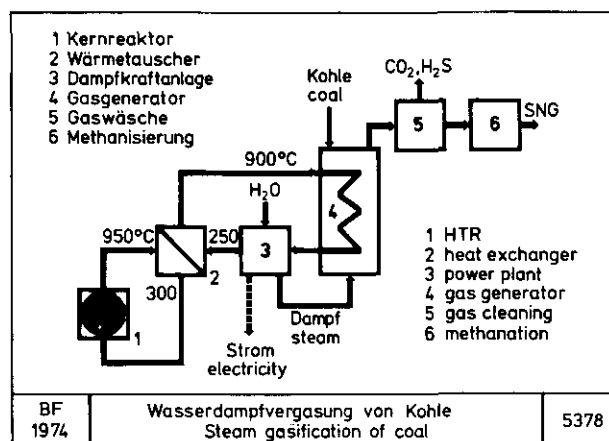 1 Kernreaktor
2 Wärmetauscher
3 Dampfkraftanlage
4 Gasgenerator
5 Gaswäsche
6 Methanisierung
Kohle
coal
CO₂,H₂S
5
6
SNG
900°C
H₂O
4
950°C
250
3
2
300
1
Dampf
steam
Strom
electricity
1 HTR
2 heat exchanger
3 power plant
4 gas generator
5 gas cleaning
6 methanation
BF
1974
Wasserdampfvergasung von Kohle
Steam gasification of coal
5378